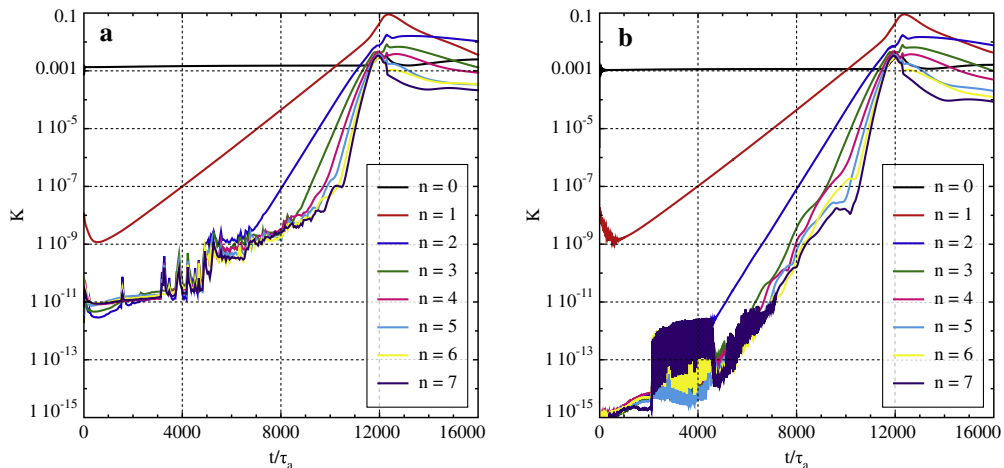 a
0.1
0.001
1 10-5
1 10-7
1 10-9
1 10-11
1 10-13
1 10-15
K
0 4000 8000 12000 16000
t/τa
n = 0
n = 1
n = 2
n = 3
n = 4
n = 5
n = 6
n = 7
b
0.1
0.001
1 10-5
1 10-7
1 10-9
1 10-11
1 10-13
1 10-15
K
0 4000 8000 12000 16000
t/τa
n = 0
n = 1
n = 2
n = 3
n = 4
n = 5
n = 6
n = 7